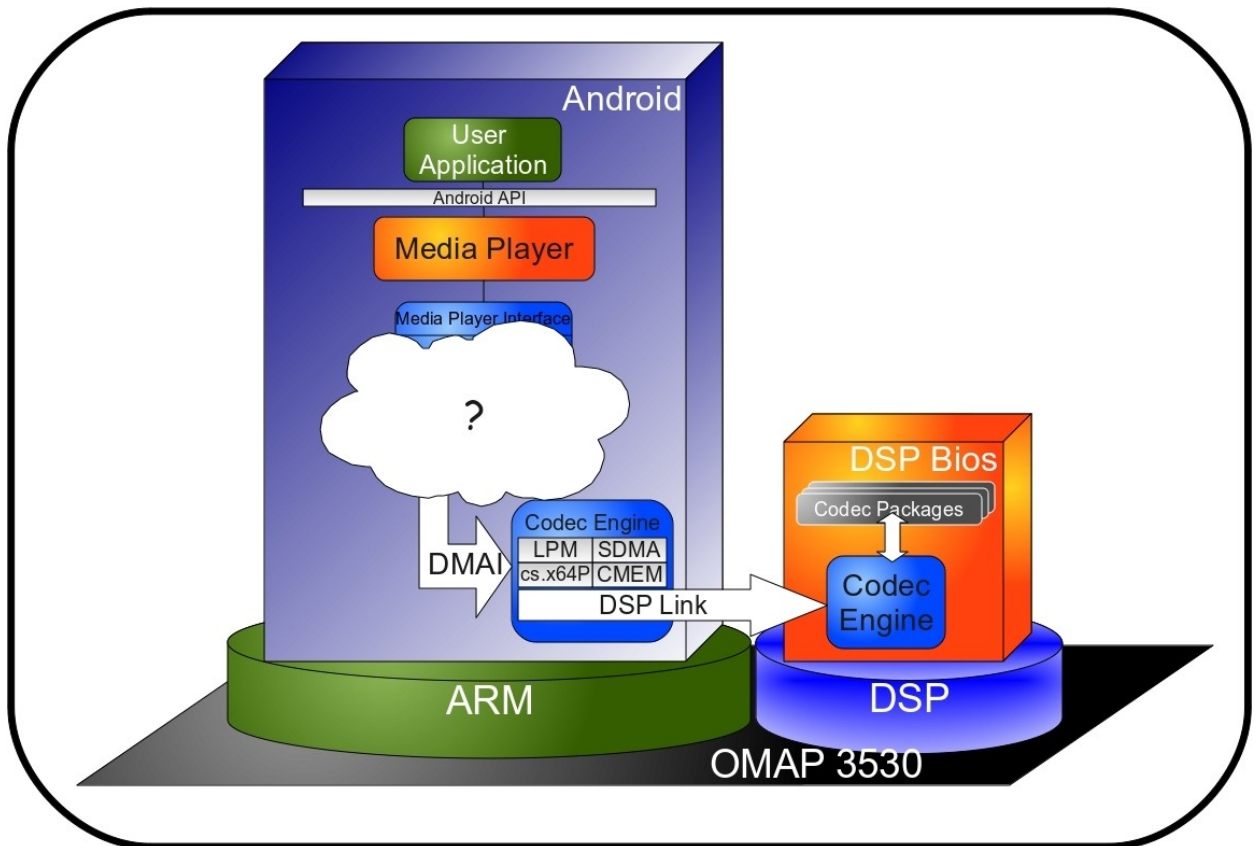 Android
User
Application
Android API
Media Player
Media Player Interface
?
DSP Bios
Codec Packages
Codec Engine
LPM SDMA
cs.x64P CMEM
DMAI
DSP Link
Codec
Engine
ARM
DSP
OMAP 3530